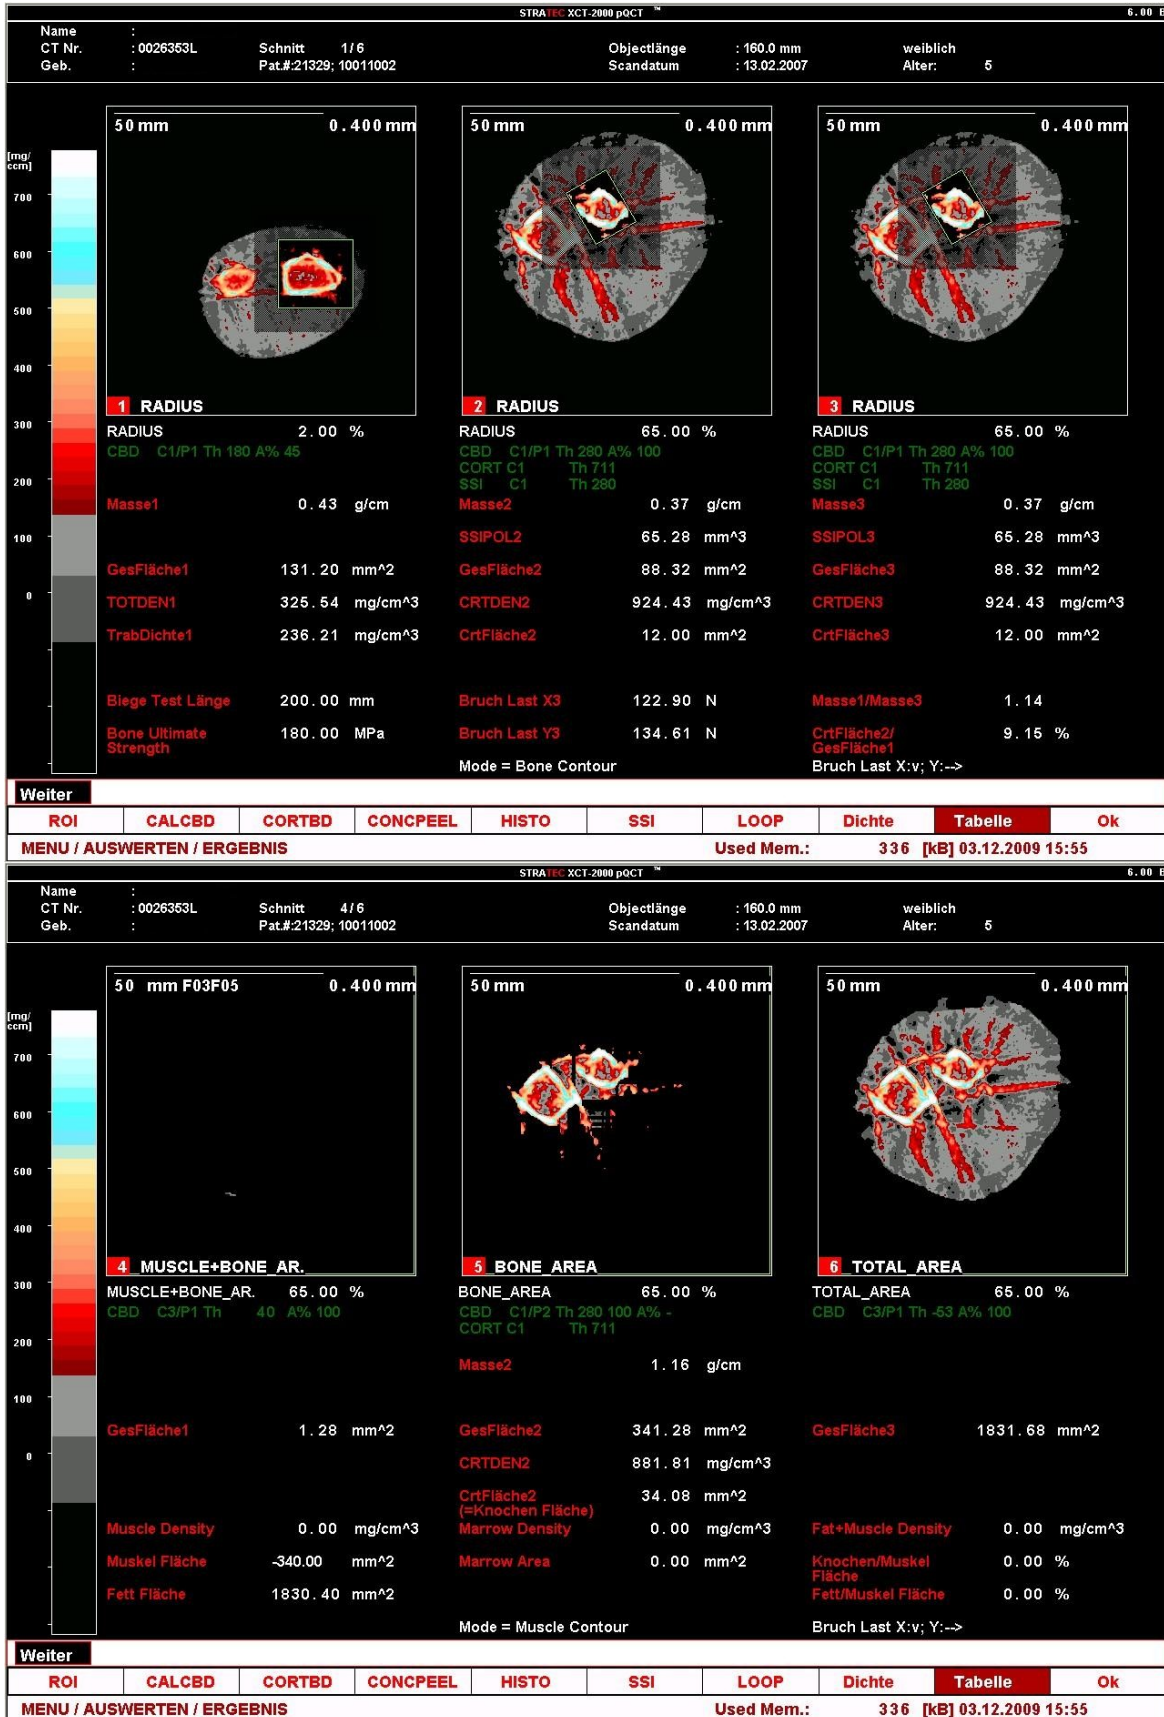 STRATEC XCT-2000 pQCT ™ 6.00 B
Name :
CT Nr. : 0026353L Schnitt 1/6 Objectlänge : 160.0 mm weiblich
Geb. : Pat.#:21329; 10011002 Scandatum : 13.02.2007 Alter: 5
50 mm 0.400 mm 50 mm 0.400 mm 50 mm 0.400 mm
[mg/
ccm]
700
600
500
400
300
200
100
0
1 RADIUS 2 RADIUS 3 RADIUS
RADIUS 2.00 % RADIUS 65.00 % RADIUS 65.00 %
CBD C1/P1 Th 180 A% 45 CBD C1/P1 Th 280 A% 100 CBD C1/P1 Th 280 A% 100
CORT C1 Th 711 CORT C1 Th 711
SSI C1 Th 280 SSI C1 Th 280
Masse1 0.43 g/cm Masse2 0.37 g/cm Masse3 0.37 g/cm
SSIPOL2 65.28 mm^3 SSIPOL3 65.28 mm^3
GesFläche1 131.20 mm^2 GesFläche2 88.32 mm^2 GesFläche3 88.32 mm^2
TOTDEN1 325.54 mg/cm^3 CRTDEN2 924.43 mg/cm^3 CRTDEN3 924.43 mg/cm^3
TrabDichte1 236.21 mg/cm^3 CrtFläche2 12.00 mm^2 CrtFläche3 12.00 mm^2
Biege Test Länge 200.00 mm Bruch Last X3 122.90 N Masse1/Masse3 1.14
Bone Ultimate 180.00 MPa Bruch Last Y3 134.61 N CrtFläche2/ 9.15 %
Strength GesFläche1
Mode = Bone Contour Bruch Last X:v; Y:-->
Weiter
ROI CALCBD CORTBD CONCPEEL HISTO SSI LOOP Dichte Tabelle Ok
MENU / AUSWERTEN / ERGEBNIS Used Mem.: 336 [kB] 03.12.2009 15:55
STRATEC XCT-2000 pQCT ™ 6.00 B
Name :
CT Nr. : 0026353L Schnitt 4/6 Objectlänge : 160.0 mm weiblich
Geb. : Pat.#:21329; 10011002 Scandatum : 13.02.2007 Alter: 5
50 mm F03F05 0.400 mm 50 mm 0.400 mm 50 mm 0.400 mm
[mg/
ccm]
700
600
500
400
300
200
100
0
4 MUSCLE+BONE_AR. 5 BONE_AREA 6 TOTAL_AREA
MUSCLE+BONE_AR. 65.00 % BONE_AREA 65.00 % TOTAL_AREA 65.00 %
CBD C3/P1 Th 40 A% 100 CBD C1/P2 Th 280 100 A% - CBD C3/P1 Th -53 A% 100
CORT C1 Th 711
Masse2 1.16 g/cm
GesFläche1 1.28 mm^2 GesFläche2 341.28 mm^2 GesFläche3 1831.68 mm^2
CRTDEN2 881.81 mg/cm^3
CrtFläche2 34.08 mm^2
(=Knochen Fläche)
Muscle Density 0.00 mg/cm^3 Marrow Density 0.00 mg/cm^3 Fat+Muscle Density 0.00 mg/cm^3
Muskel Fläche -340.00 mm^2 Marrow Area 0.00 mm^2 Knochen/Muskel 0.00 %
Fläche
Fett Fläche 1830.40 mm^2 Fett/Muskel Fläche 0.00 %
Mode = Muscle Contour Bruch Last X:v; Y:-->
Weiter
ROI CALCBD CORTBD CONCPEEL HISTO SSI LOOP Dichte Tabelle Ok
MENU / AUSWERTEN / ERGEBNIS Used Mem.: 336 [kB] 03.12.2009 15:55